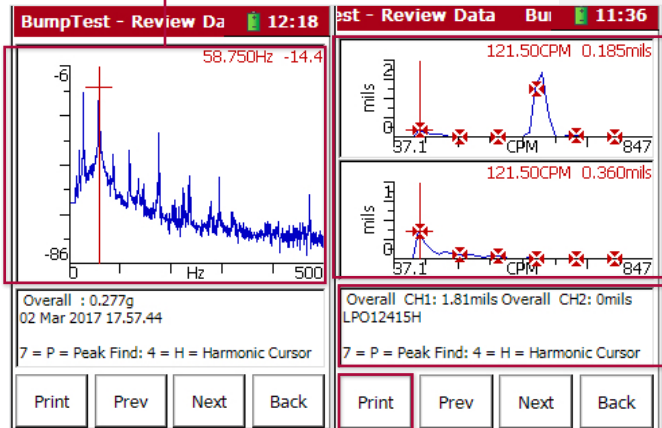 BumpTest - Review Da 12:18
58.750Hz -14.4
-6
-86
0 Hz 500
Overall : 0.277g
02 Mar 2017 17.57.44
7 = P = Peak Find: 4 = H = Harmonic Cursor
Print Prev Next Back
est - Review Data Bu 11:36
121.50CPM 0.185mils
2
mils
0
37.1 CPM 847
121.50CPM 0.360mils
1
mils
0
37.1 CPM 847
Overall CH1: 1.81mils Overall CH2: 0mils
LPO12415H
7 = P = Peak Find: 4 = H = Harmonic Cursor
Print Prev Next Back